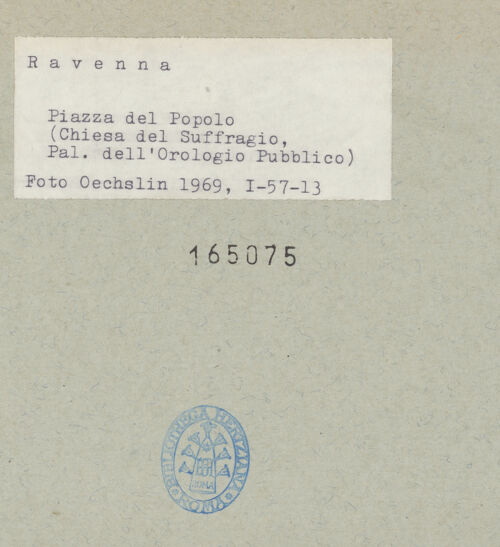 Ravenna
Piazza del Popolo
(Chiesa del Suffragio,
Pal. dell'Orologio Pubblico)
Foto Oechslin 1969, I-57-13
165075
BIBLIOTHECA HERTZIANA
ROMA